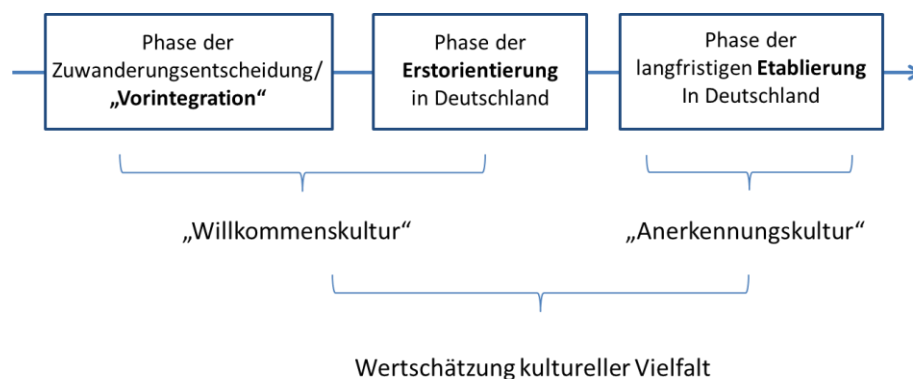 Phase der
Zuwanderungsentscheidung/
„Vorintegration“
Phase der
Erstorientierung
in Deutschland
Phase der
langfristigen Etablierung
In Deutschland
„Willkommenskultur“
„Anerkennungskultur“
Wertschätzung kultureller Vielfalt